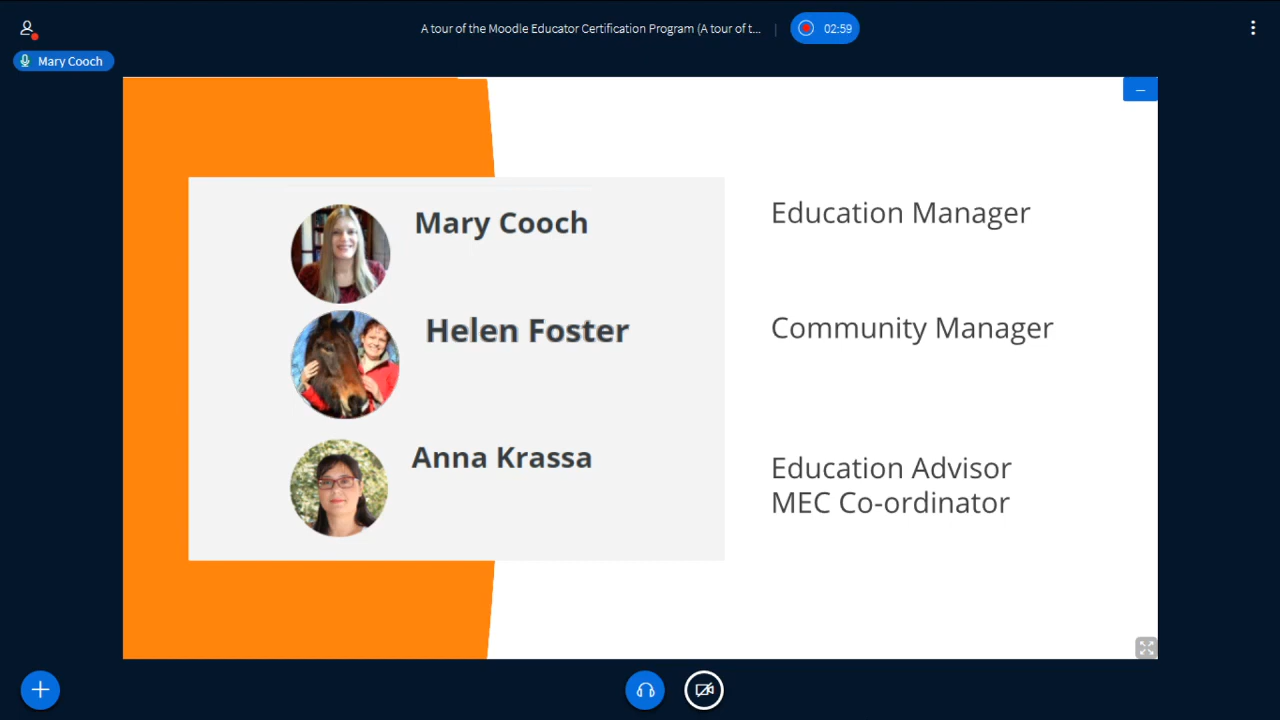 A tour of the Moodle Educator Certification Program (A tour of t...
02:59
Mary Cooch
Mary Cooch
Education Manager
Helen Foster
Community Manager
Anna Krassa
Education Advisor
MEC Co-ordinator